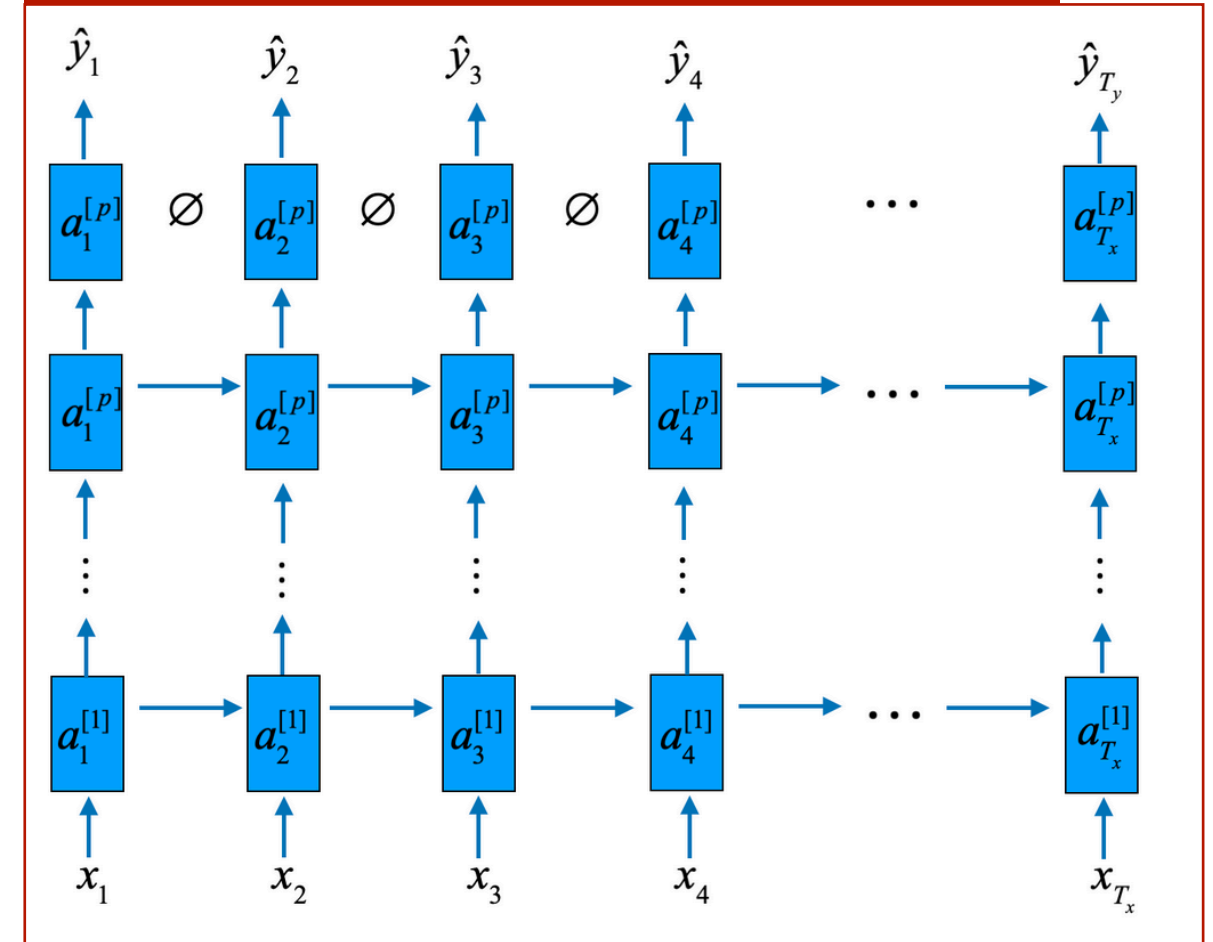 ŷ₁ ŷ₂ ŷ₃ ŷ₄ ŷ_{T_y}
a₁^{[p]} ∅ a₂^{[p]} ∅ a₃^{[p]} ∅ a₄^{[p]} ... a_{T_x}^{[p]}
a₁^{[p]} a₂^{[p]} a₃^{[p]} a₄^{[p]} ... a_{T_x}^{[p]}
⋮ ⋮ ⋮ ⋮ ⋮
a₁^{[1]} a₂^{[1]} a₃^{[1]} a₄^{[1]} ... a_{T_x}^{[1]}
x₁ x₂ x₃ x₄ x_{T_x}